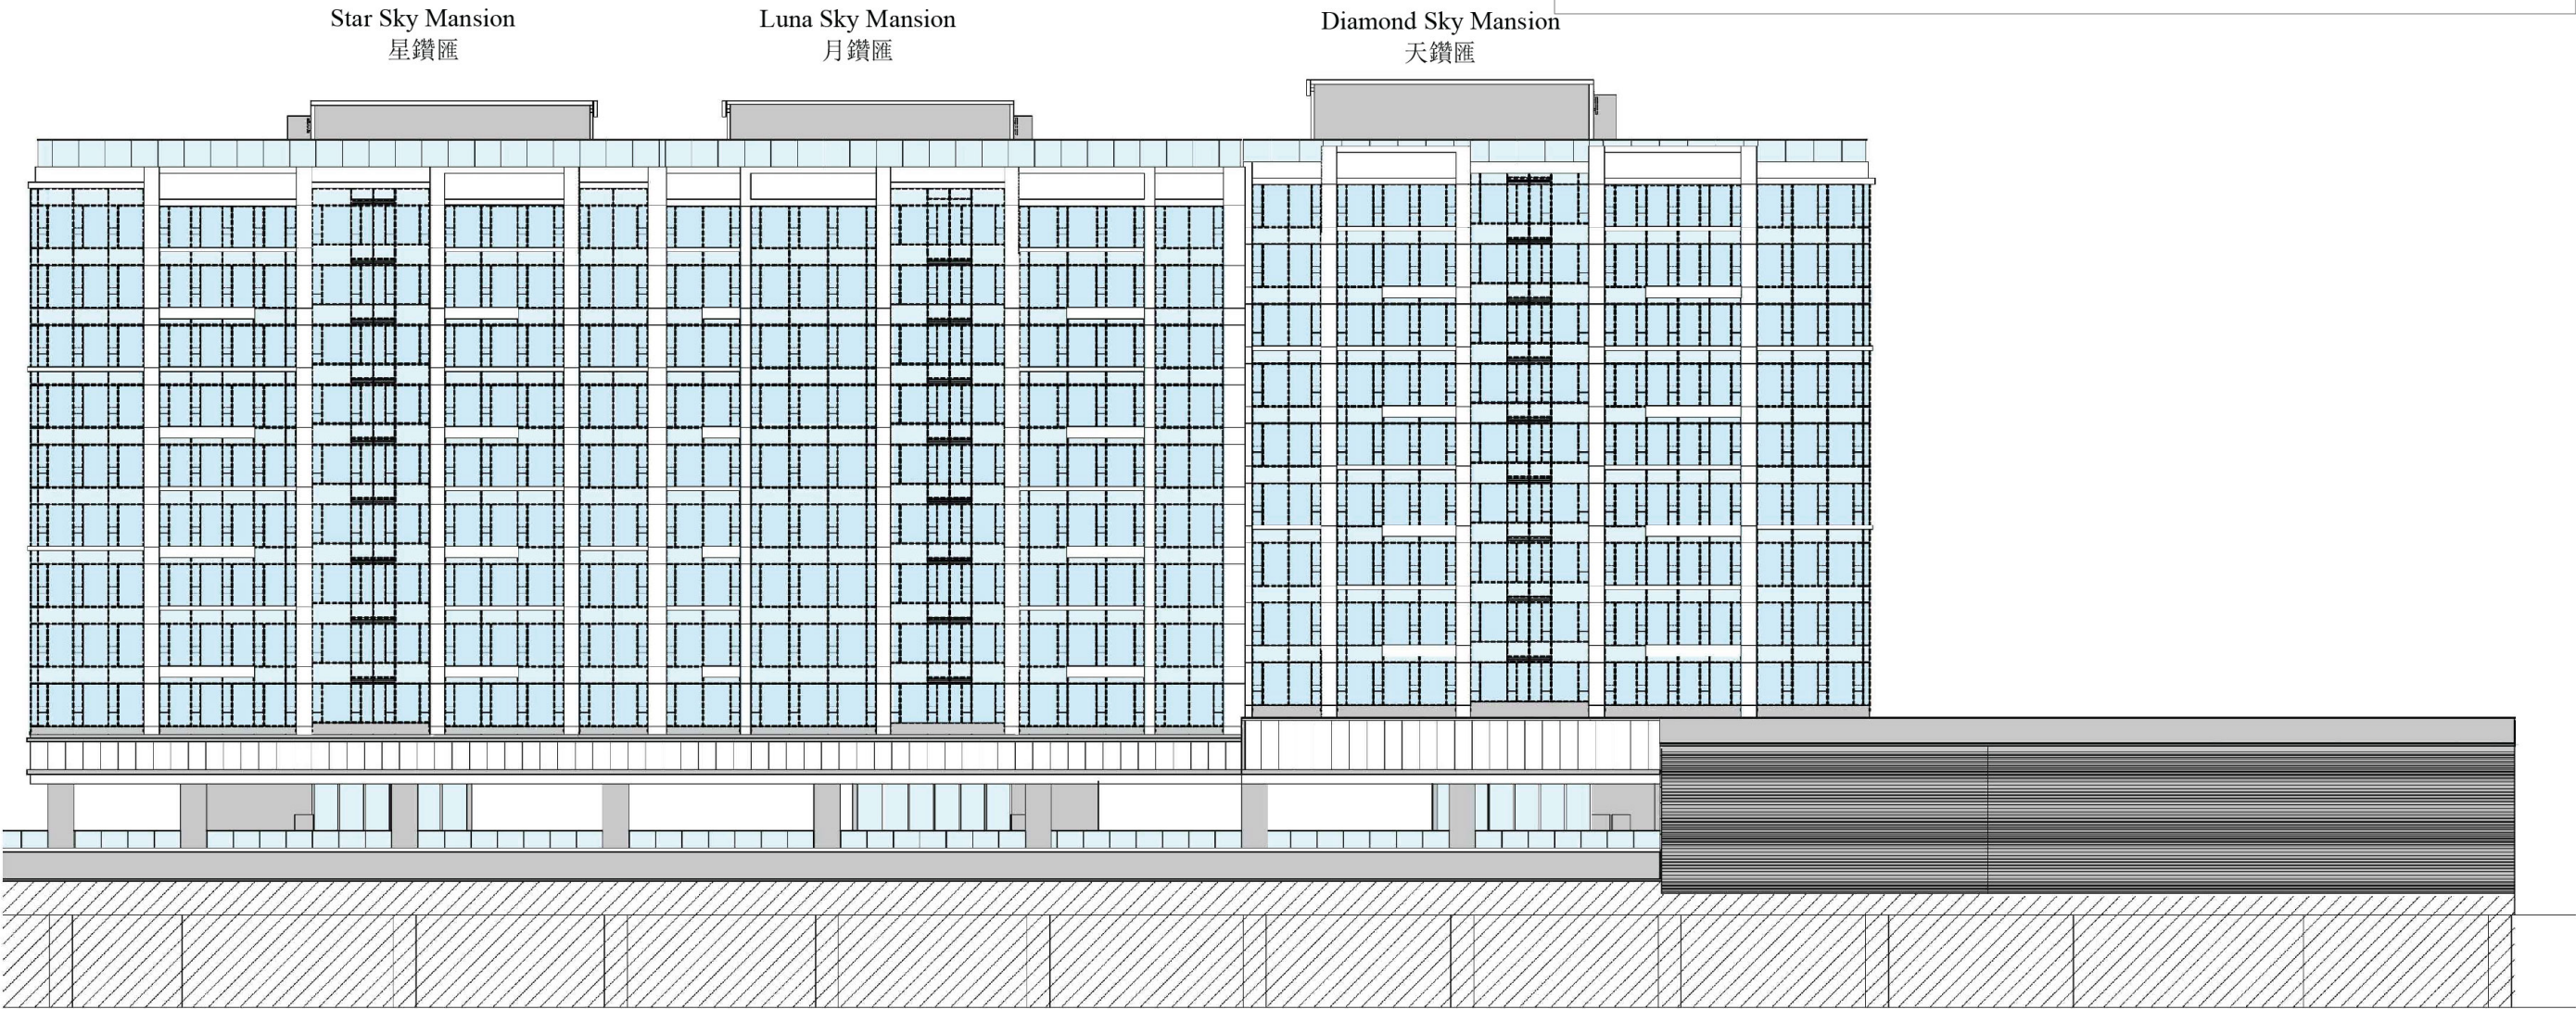 Star Sky Mansion
星鑽匯
Luna Sky Mansion
月鑽匯
Diamond Sky Mansion
天鑽匯